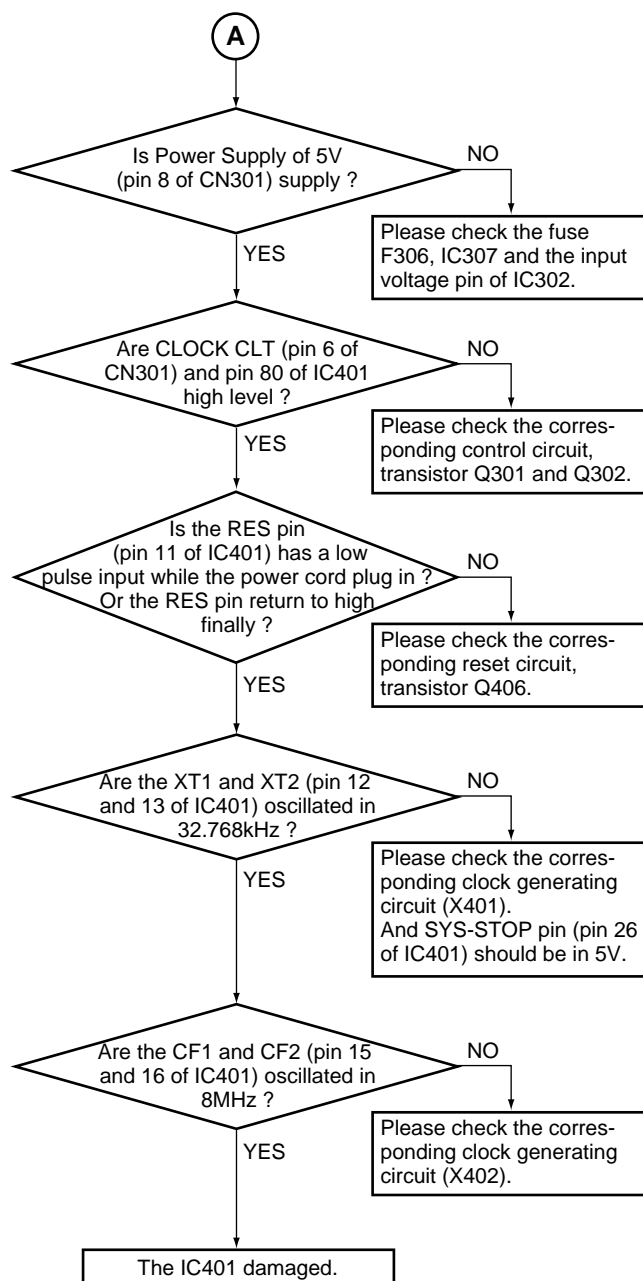 A
Is Power Supply of 5V
(pin 8 of CN301) supply ?
NO
YES
Please check the fuse
F306, IC307 and the input
voltage pin of IC302.
Are CLOCK CLT (pin 6 of
CN301) and pin 80 of IC401
high level ?
NO
YES
Please check the corres-
ponding control circuit,
transistor Q301 and Q302.
Is the RES pin
(pin 11 of IC401) has a low
pulse input while the power cord plug in ?
Or the RES pin return to high
finally ?
NO
YES
Please check the corres-
ponding reset circuit,
transistor Q406.
Are the XT1 and XT2 (pin 12
and 13 of IC401) oscillated in
32.768kHz ?
NO
YES
Please check the corres-
ponding clock generating
circuit (X401).
And SYS-STOP pin (pin 26
of IC401) should be in 5V.
Are the CF1 and CF2 (pin 15
and 16 of IC401) oscillated in
8MHz ?
NO
YES
Please check the corres-
ponding clock generating
circuit (X402).
The IC401 damaged.